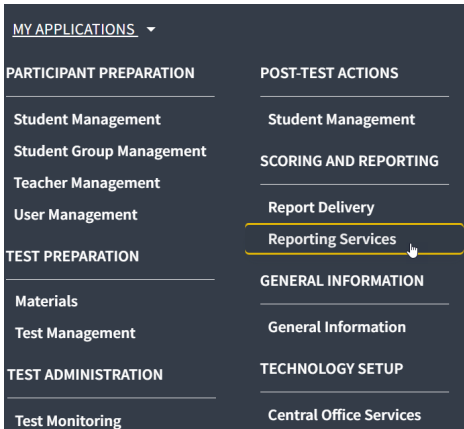 MY APPLICATIONS
PARTICIPANT PREPARATION
Student Management
Student Group Management
Teacher Management
User Management
TEST PREPARATION
Materials
Test Management
TEST ADMINISTRATION
Test Monitoring
POST-TEST ACTIONS
Student Management
SCORING AND REPORTING
Report Delivery
Reporting Services
GENERAL INFORMATION
General Information
TECHNOLOGY SETUP
Central Office Services